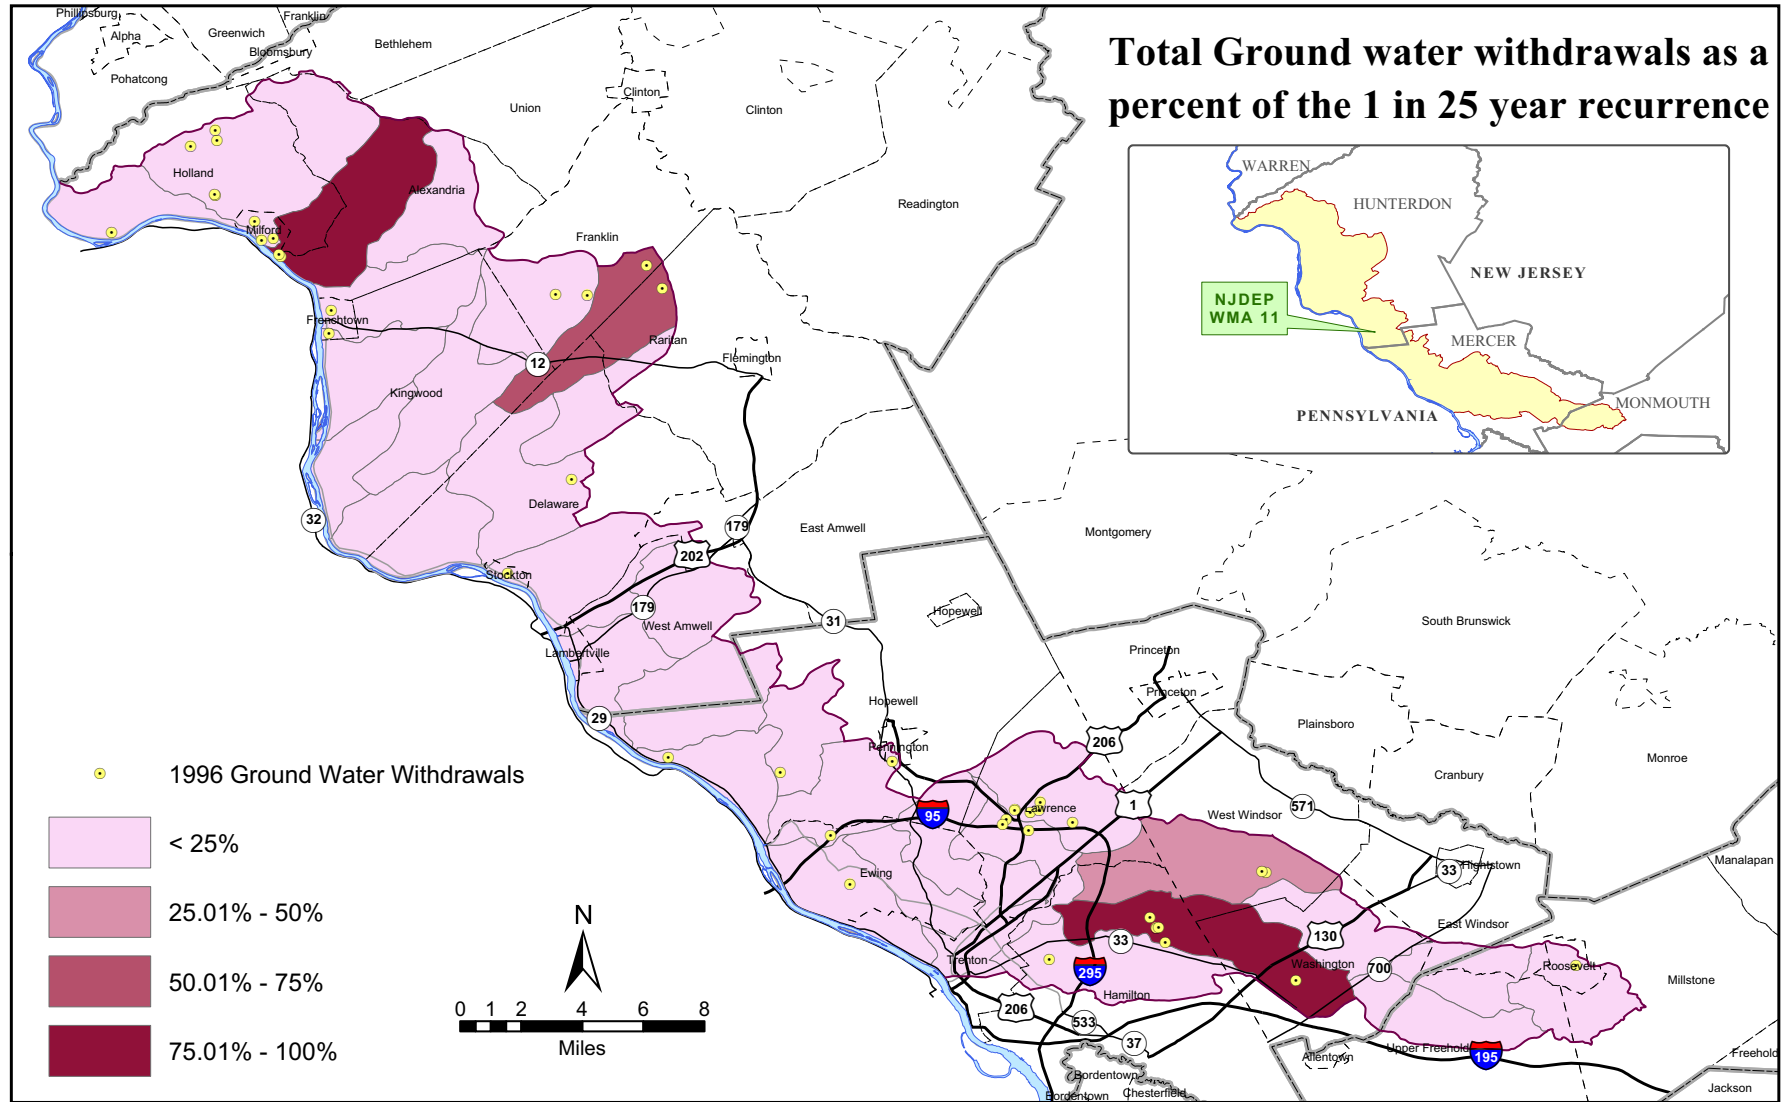 Total Ground water withdrawals as a
percent of the 1 in 25 year recurrence
Phillipsburg
Franklin
Alpha
Greenwich
Bloomsbury
Bethlehem
Pohatcong
Union
Clinton
Clinton
Holland
Alexandria
Milford
Franklin
Readington
Frenchtown
Raritan
Flemington
12
Kingwood
Delaware
32
179
East Amwell
202
Stockton
179
West Amwell
31
Hopewell
Lambertville
29
Hopewell
Pennington
Montgomery
South Brunswick
Princeton
Princeton
Plainsboro
Monroe
Cranbury
206
1
571
West Windsor
95
Lawrence
Ewing
33
Hightstown
Manalapan
East Windsor
130
33
Trenton
295
Washington
700
Roosevelt
Millstone
Hamilton
206
533
37
Allentown
Upper Freehold
195
Freehold
Jackson
Bordentown
Bordentown
Chesterfield
WARREN
HUNTERDON
NEW JERSEY
NJDEP
WMA 11
MERCER
MONMOUTH
PENNSYLVANIA
1996 Ground Water Withdrawals
< 25%
25.01% - 50%
50.01% - 75%
75.01% - 100%
N
0 1 2 4 6 8
Miles